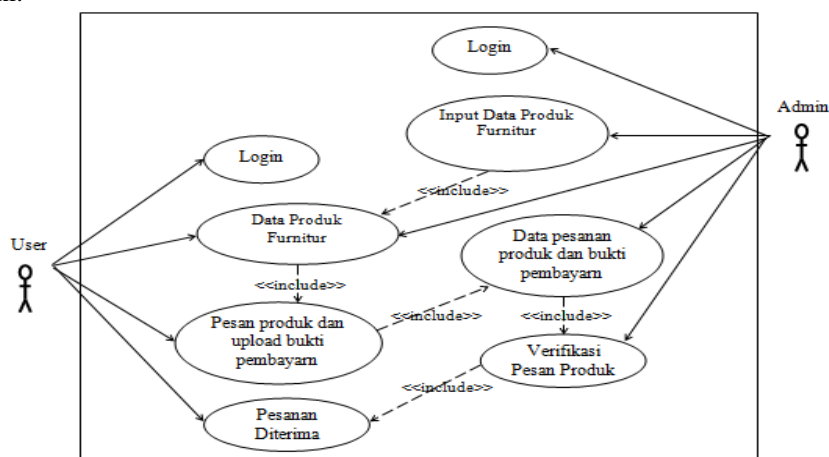 Login
Admin
Input Data Produk
Furnitur
Login
<<include>>
Data Produk
Furnitur
User
Data pesanan
produk dan bukti
pembayarn
<<include>>
Pesan produk dan
upload bukti
pembayarn
<<include>>
<<include>>
Verifikasi
Pesan Produk
<<include>>
Pesanan
Diterima